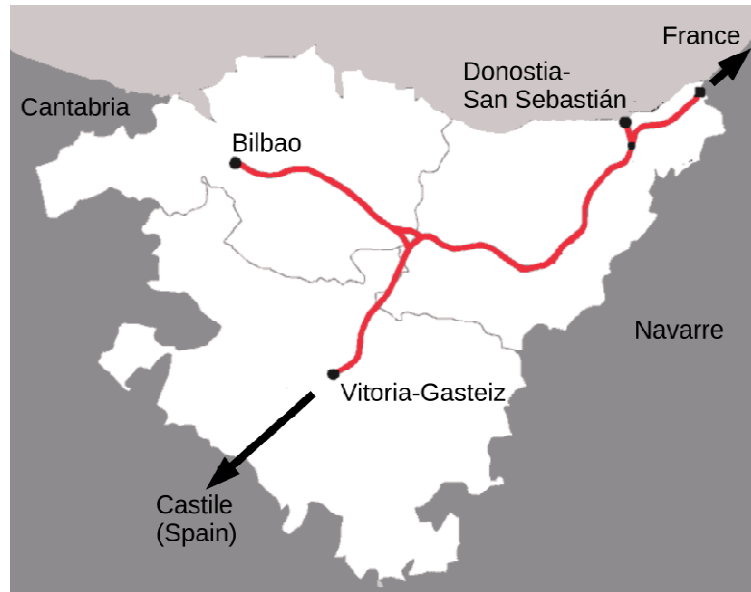 France
Donostia-
San Sebastián
Cantabria
Bilbao
Navarre
Vitoria-Gasteiz
Castile
(Spain)